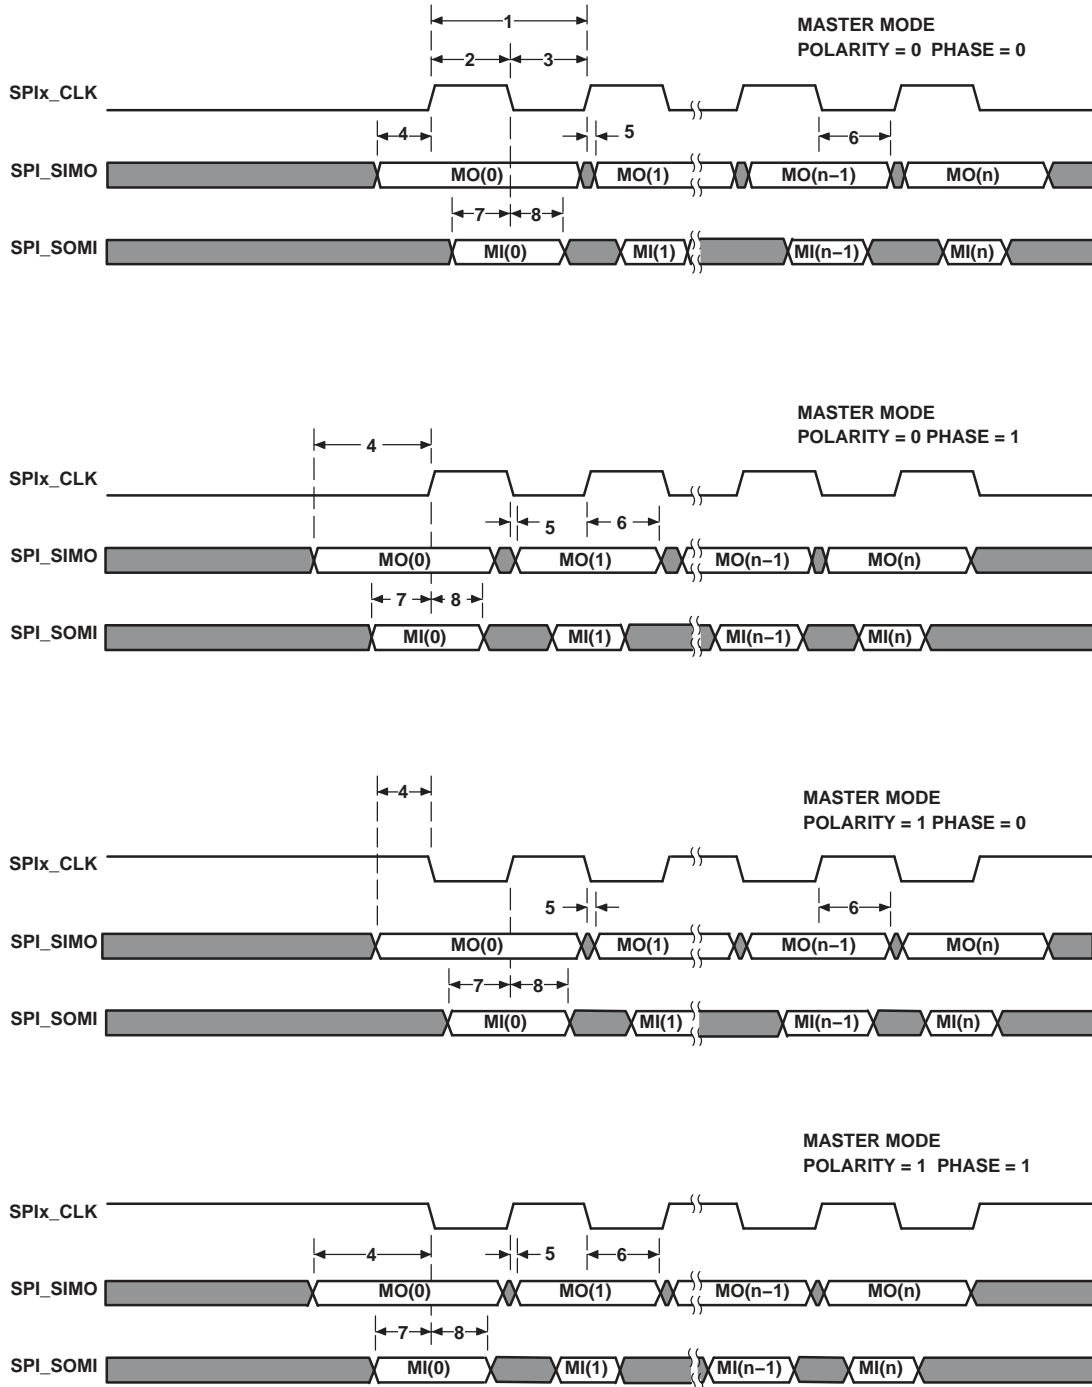 1
MASTER MODE
POLARITY = 0 PHASE = 0
2 3
SPIx_CLK
4 5 6
SPI_SIMO MO(0) MO(1) MO(n−1) MO(n)
7 8
SPI_SOMI MI(0) MI(1) MI(n−1) MI(n)
MASTER MODE
POLARITY = 0 PHASE = 1
4
SPIx_CLK
5 6
SPI_SIMO MO(0) MO(1) MO(n−1) MO(n)
7 8
SPI_SOMI MI(0) MI(1) MI(n−1) MI(n)
4
MASTER MODE
POLARITY = 1 PHASE = 0
SPIx_CLK
5 6
SPI_SIMO MO(0) MO(1) MO(n−1) MO(n)
7 8
SPI_SOMI MI(0) MI(1) MI(n−1) MI(n)
MASTER MODE
POLARITY = 1 PHASE = 1
SPIx_CLK
4 5 6
SPI_SIMO MO(0) MO(1) MO(n−1) MO(n)
7 8
SPI_SOMI MI(0) MI(1) MI(n−1) MI(n)